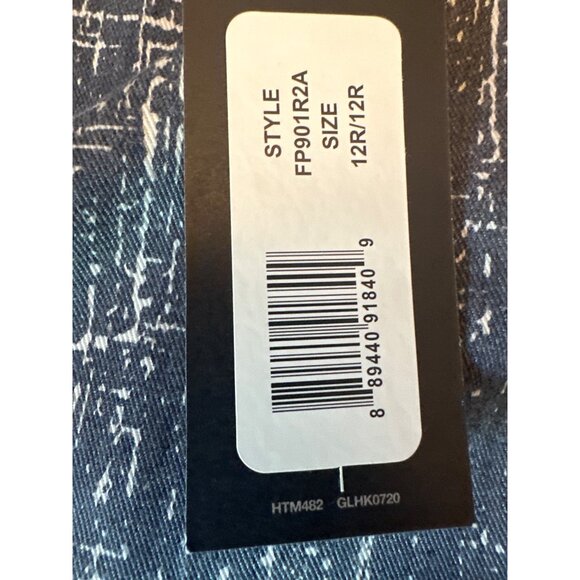 STYLE
FP901R2A
SIZE
12R/12R
8 89440 91840 9
HTM482 GLHK0720